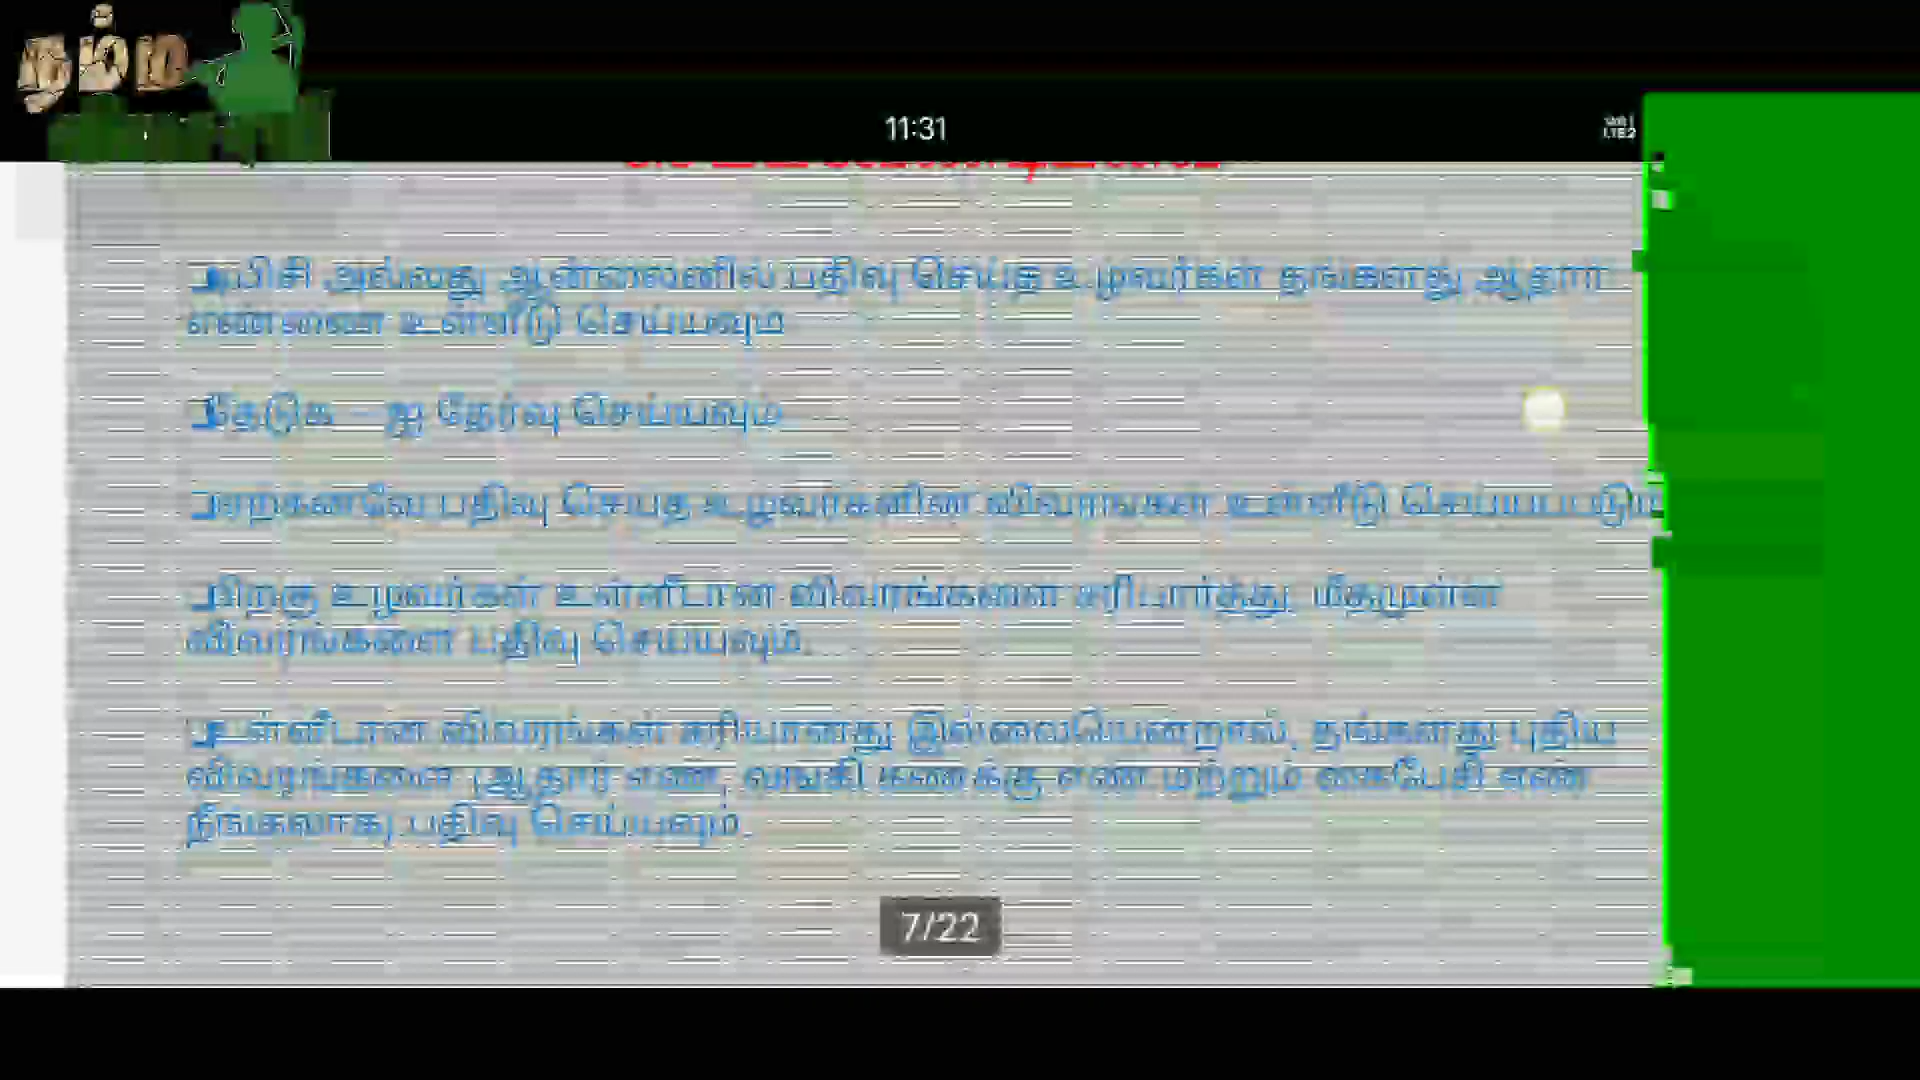 நம்ம
11:31
டிபிசி அல்லது ஆன்லைனில் பதிவு செய்த உழவர்கள் தங்களது ஆதார்
எண்ணை உள்ளீடு செய்யவும்
தேடுக – ஐ தேர்வு செய்யவும்
ஏற்கனவே பதிவு செய்த உழவர்களின் விவரங்கள் உள்ளீடு செய்யப்படும்
பிறகு உழவர்கள் உள்ளீடான விவரங்களை சரிபார்த்து, மீதமுள்ள
விவரங்களை பதிவு செய்யவும்.
உள்ளீடான விவரங்கள் சரியானது இல்லையென்றால், தங்களது புதிய
விவரங்களை (ஆதார் எண், வங்கி கணக்கு எண் மற்றும் கைபேசி எண்
நீங்கலாக) பதிவு செய்யவும்.
7/22